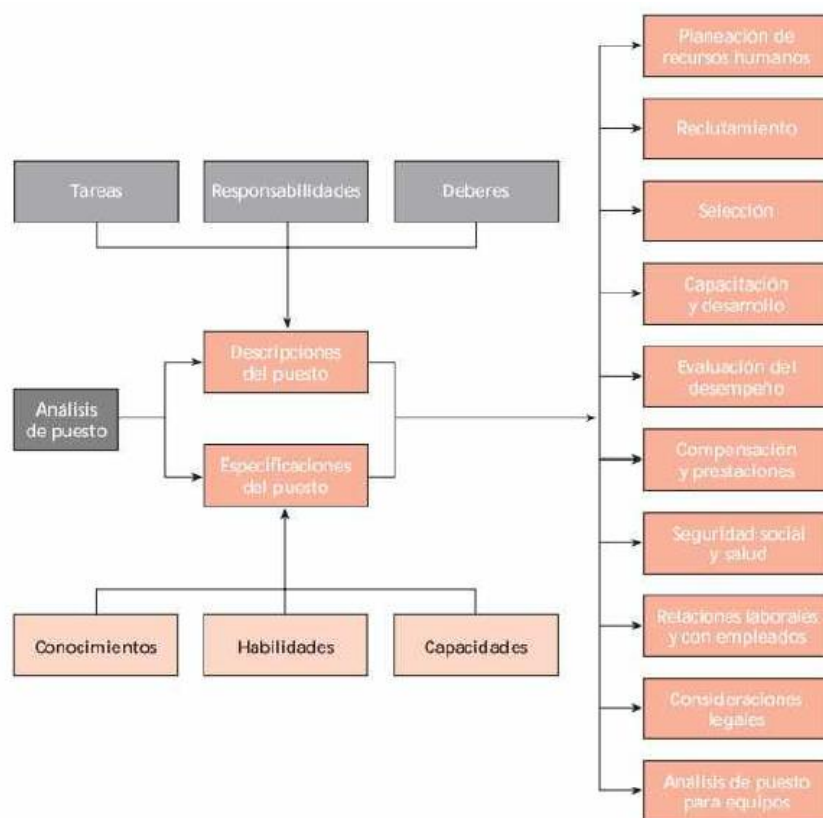 Tareas
Responsabilidades
Deberes
Descripciones
del puesto
Análisis
de puesto
Especificaciones
del puesto
Conocimientos
Habilidades
Capacidades
Planeación de
recursos humanos
Reclutamiento
Selección
Capacitación
y desarrollo
Evaluación del
desempeño
Compensación
y prestaciones
Seguridad social
y salud
Relaciones laborales
y con empleados
Consideraciones
legales
Análisis de puesto
para equipos